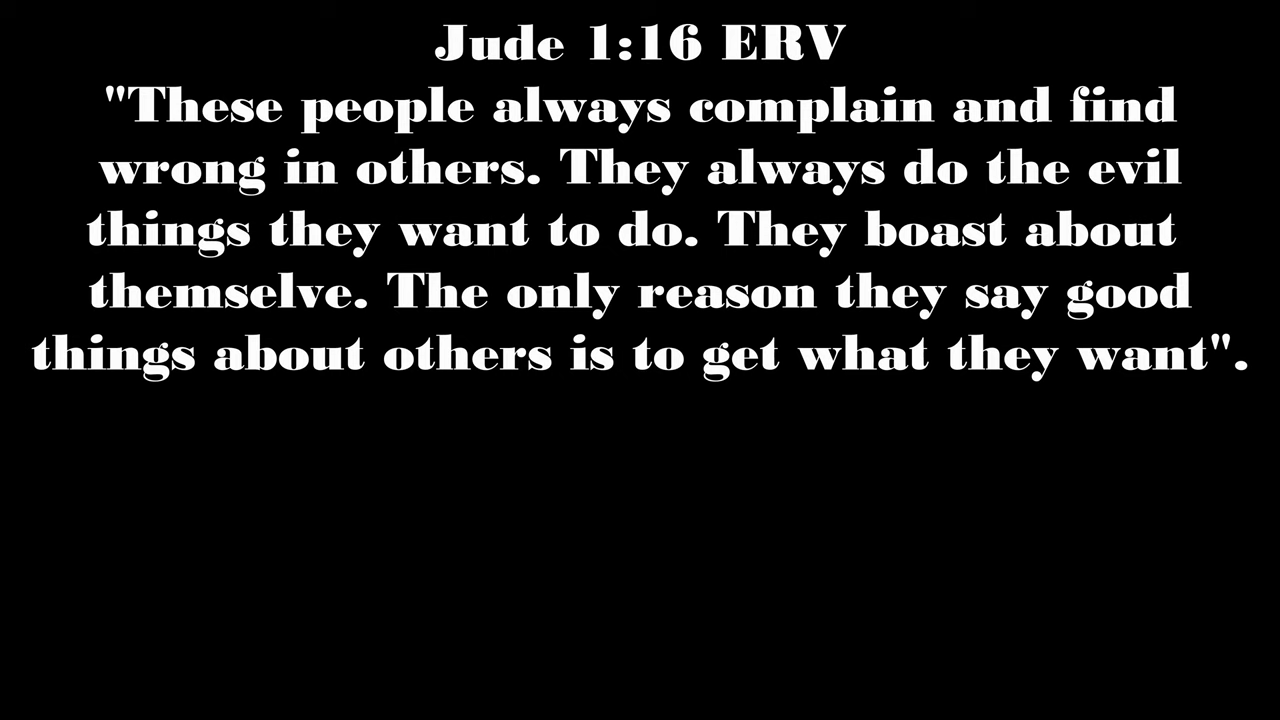 Jude 1:16 ERV
"These people always complain and find
wrong in others. They always do the evil
things they want to do. They boast about
themselve. The only reason they say good
things about others is to get what they want".